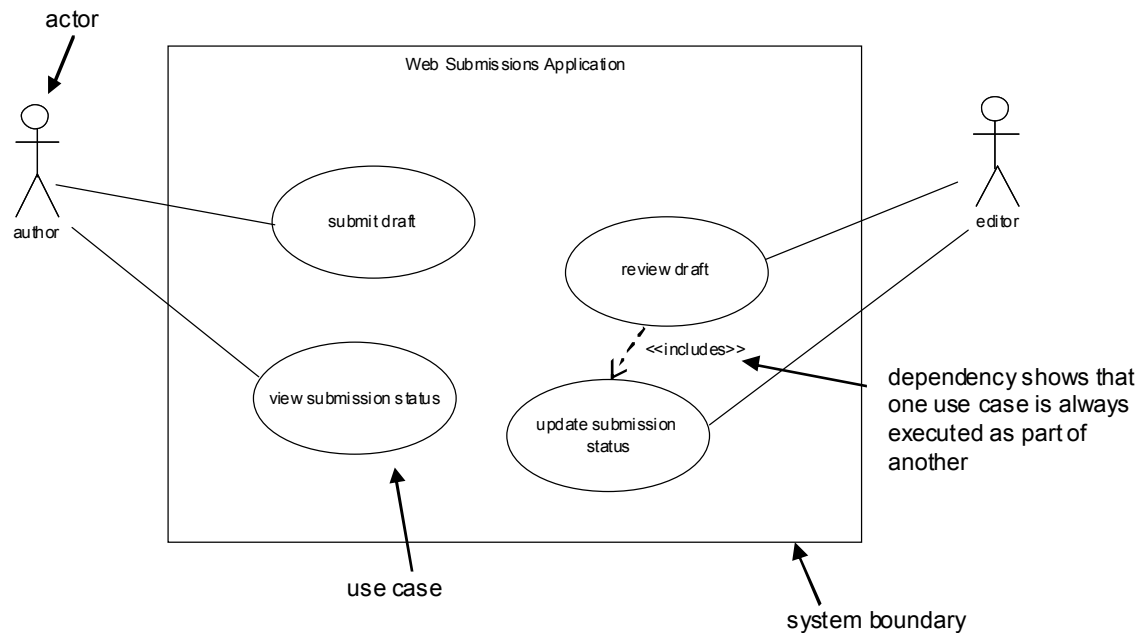 actor
Web Submissions Application
author
editor
submit draft
review draft
<<includes>>
view submission status
update submission
status
dependency shows that
one use case is always
executed as part of
another
use case
system boundary